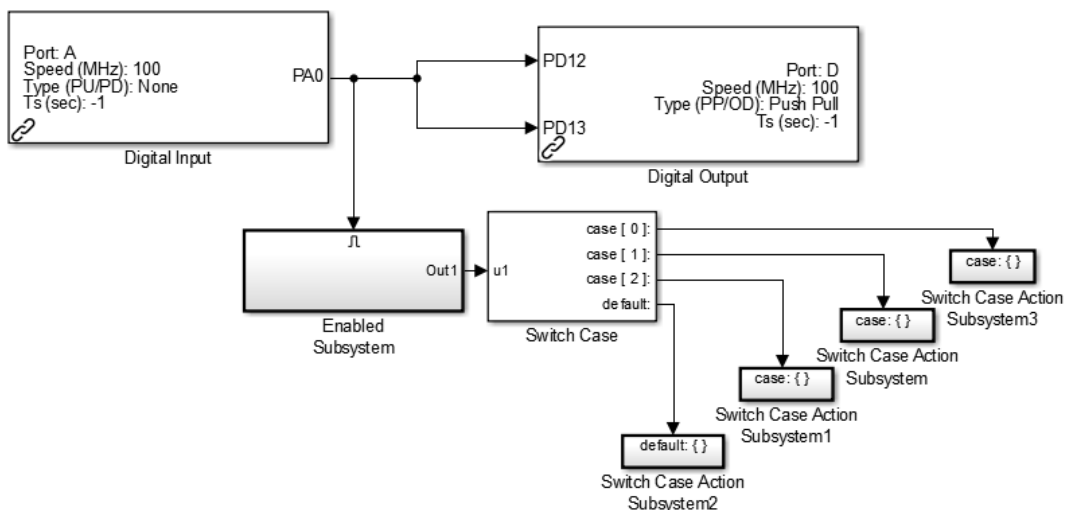 Port: A
Speed (MHz): 100
Type (PU/PD): None
Ts (sec): -1
PA0
Digital Input
PD12
PD13
Port: D
Speed (MHz): 100
Type (PP/OD): Push Pull
Ts (sec): -1
Digital Output
Out1
Enabled
Subsystem
u1
case [ 0 ]:
case [ 1 ]:
case [ 2 ]:
default:
Switch Case
case: { }
Switch Case Action
Subsystem3
case: { }
Switch Case Action
Subsystem
case: { }
Switch Case Action
Subsystem1
default: { }
Switch Case Action
Subsystem2